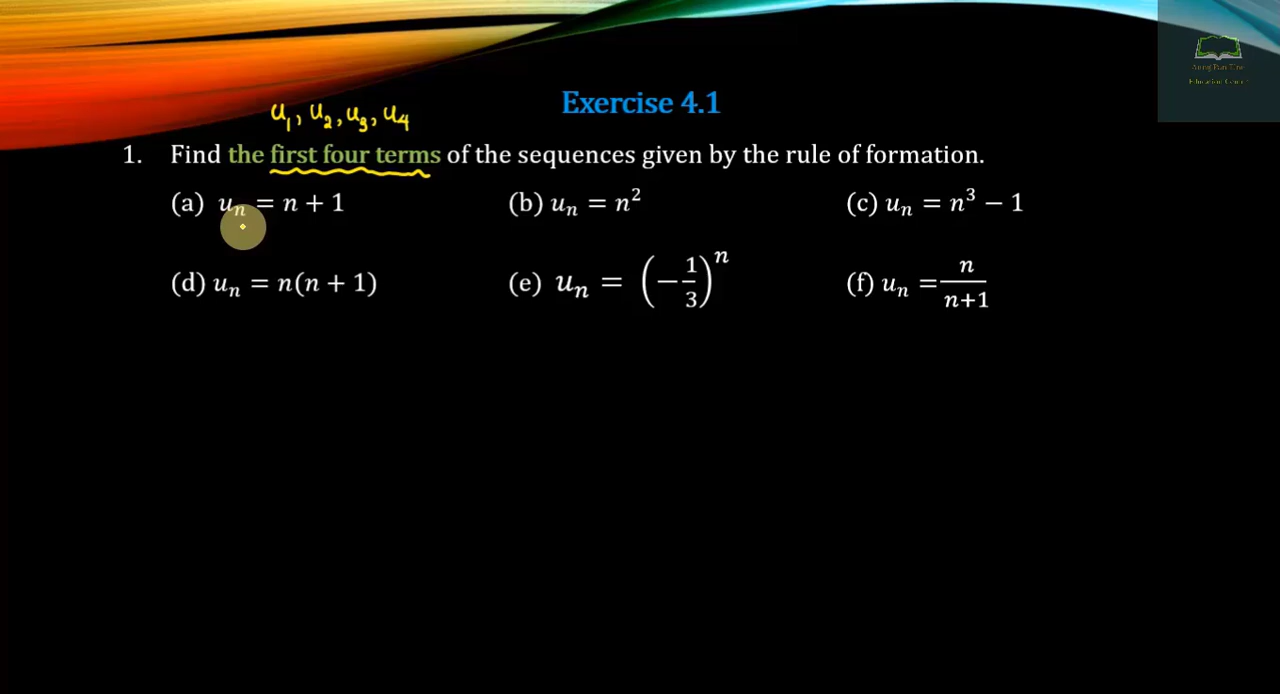 Exercise 4.1
u₁, u₂, u₃, u₄
1. Find the first four terms of the sequences given by the rule of formation.
(a) uₙ = n + 1 (b) uₙ = n² (c) uₙ = n³ − 1
(d) uₙ = n(n + 1) (e) uₙ = (−1/3)ⁿ (f) uₙ = n/(n+1)